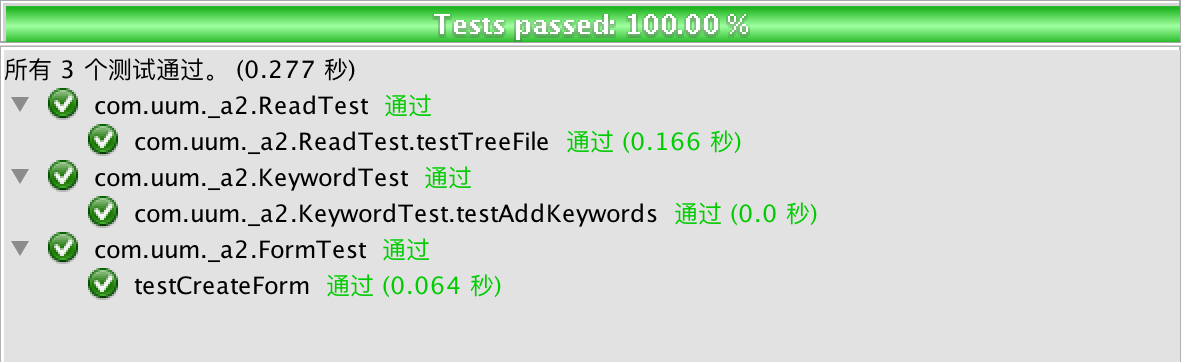 Tests passed: 100.00 %
所有 3 个测试通过。 (0.277 秒)
com.uum._a2.ReadTest 通过
com.uum._a2.ReadTest.testTreeFile 通过 (0.166 秒)
com.uum._a2.KeywordTest 通过
com.uum._a2.KeywordTest.testAddKeywords 通过 (0.0 秒)
com.uum._a2.FormTest 通过
testCreateForm 通过 (0.064 秒)